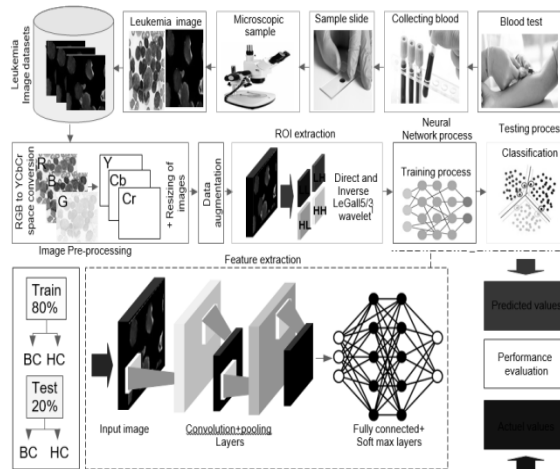 Leukemia image
Microscopic
sample
Sample slide
Collecting blood
Blood test
Leukemia
Image datasets
RGB to YCbCr
space conversion
R
B
G
Y
Cb
Cr
+ Resizing of
images
Image Pre-processing
Data
augmentation
ROI extraction
LH
HL
HH
Direct and
Inverse
LeGall5/3
wavelet
Neural
Network process
Training process
Testing process
Classification
Train
80%
BC HC
Test
20%
BC HC
Feature extraction
Input image
Convolution+pooling
Layers
Fully connected+
Soft max layers
Predicted values
Performance
evaluation
Actual values